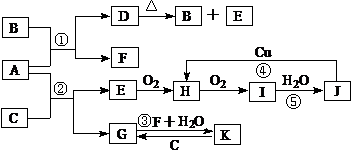 △
B ① D B + E
F
A
② Cu
④
E O₂ H O₂ I H₂O J
⑤
C
G ③F+H₂O K
C